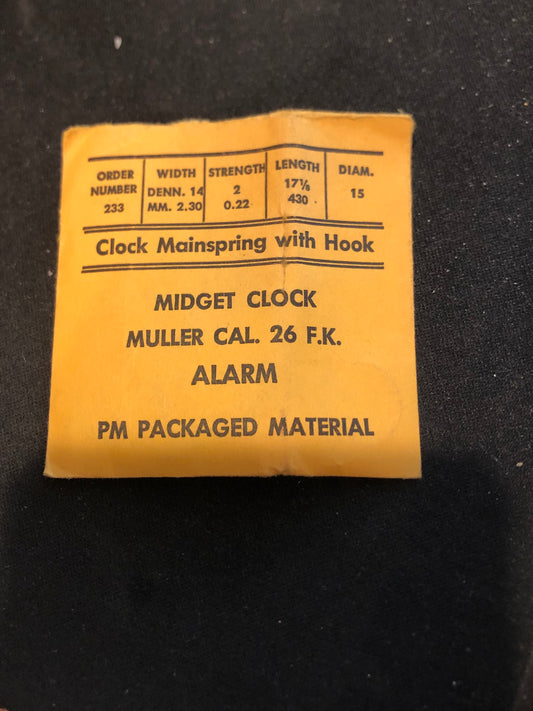 ORDER NUMBER 233
WIDTH DENN. 14 MM. 2.30
STRENGTH 2 0.22
LENGTH 17⅛ 430
DIAM. 15
Clock Mainspring with Hook
MIDGET CLOCK
MULLER CAL. 26 F.K.
ALARM
PM PACKAGED MATERIAL